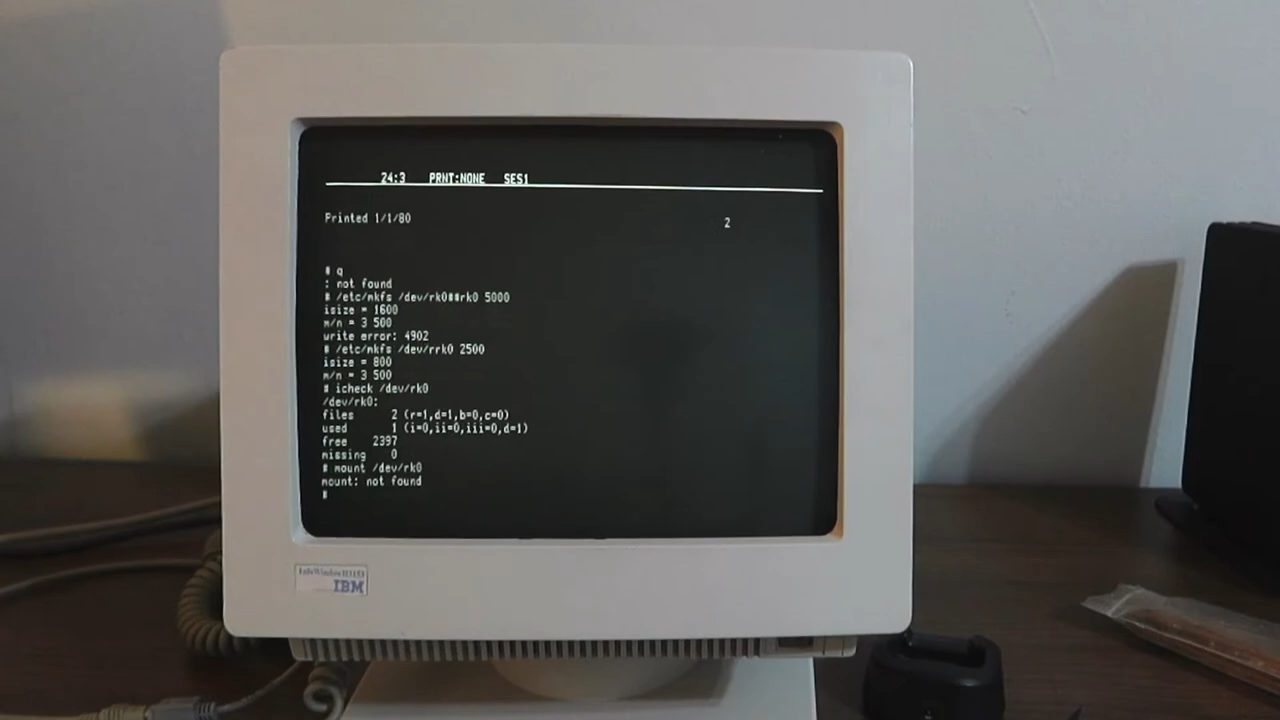 24:3 PRNT:NONE SES1
Printed 1/1/80 2
# q
: not found
# /etc/mkfs /dev/rk0##rk0 5000
isize = 1600
m/n = 3 500
write error: 4902
# /etc/mkfs /dev/rrk0 2500
isize = 800
m/n = 3 500
# icheck /dev/rk0
/dev/rk0:
files 2 (r=1,d=1,b=0,c=0)
used 1 (i=0,ii=0,iii=0,d=1)
free 2397
missing 0
# mount /dev/rk0
mount: not found
#
InfoWindow II
IBM